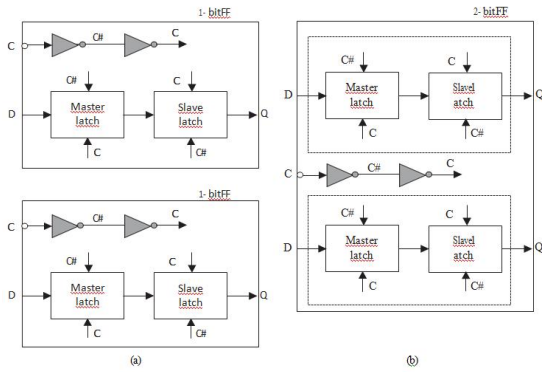 1- bitFF
C
C#
C
C#
C
D
Master
latch
Slave
latch
Q
C
C#
1- bitFF
C
C#
C
C#
C
D
Master
latch
Slave
latch
Q
C
C#
(a)
2- bitFF
C#
C
D
Master
latch
Slavel
atch
Q
C
C#
C
C#
C
C#
C
D
Master
latch
Slavel
atch
Q
C
C#
(b)